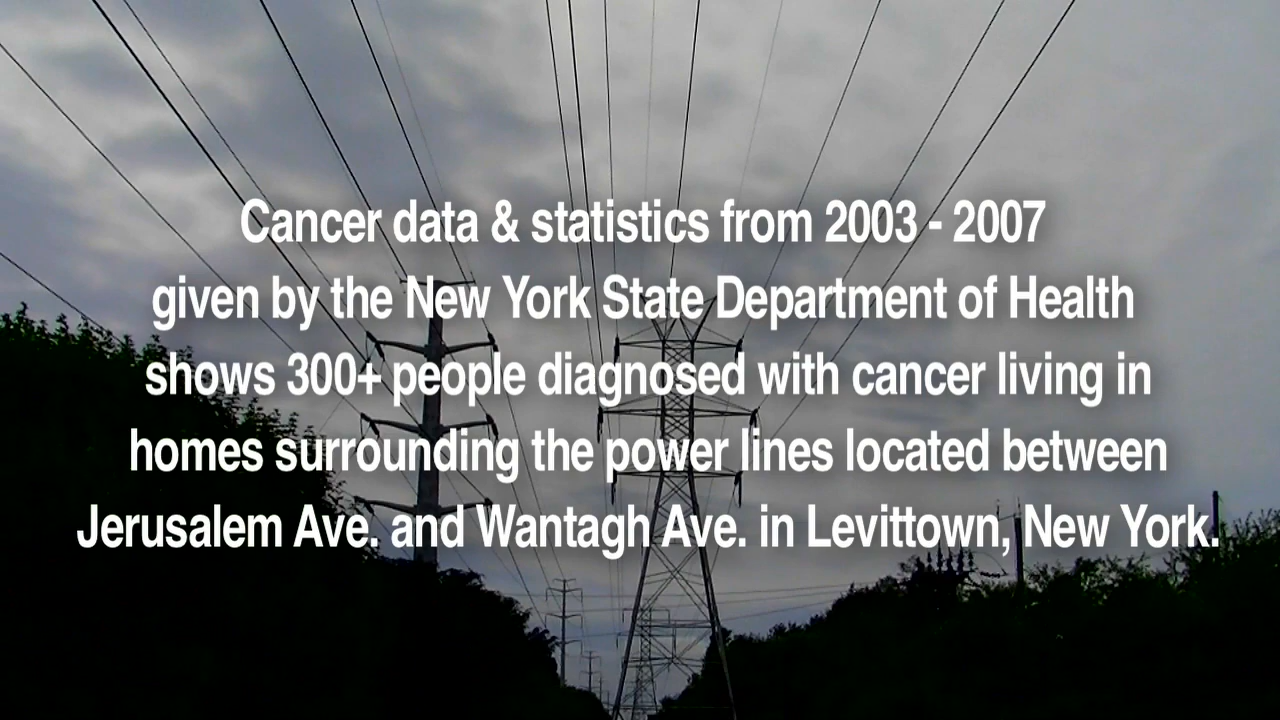 Cancer data & statistics from 2003 - 2007
given by the New York State Department of Health
shows 300+ people diagnosed with cancer living in
homes surrounding the power lines located between
Jerusalem Ave. and Wantagh Ave. in Levittown, New York.